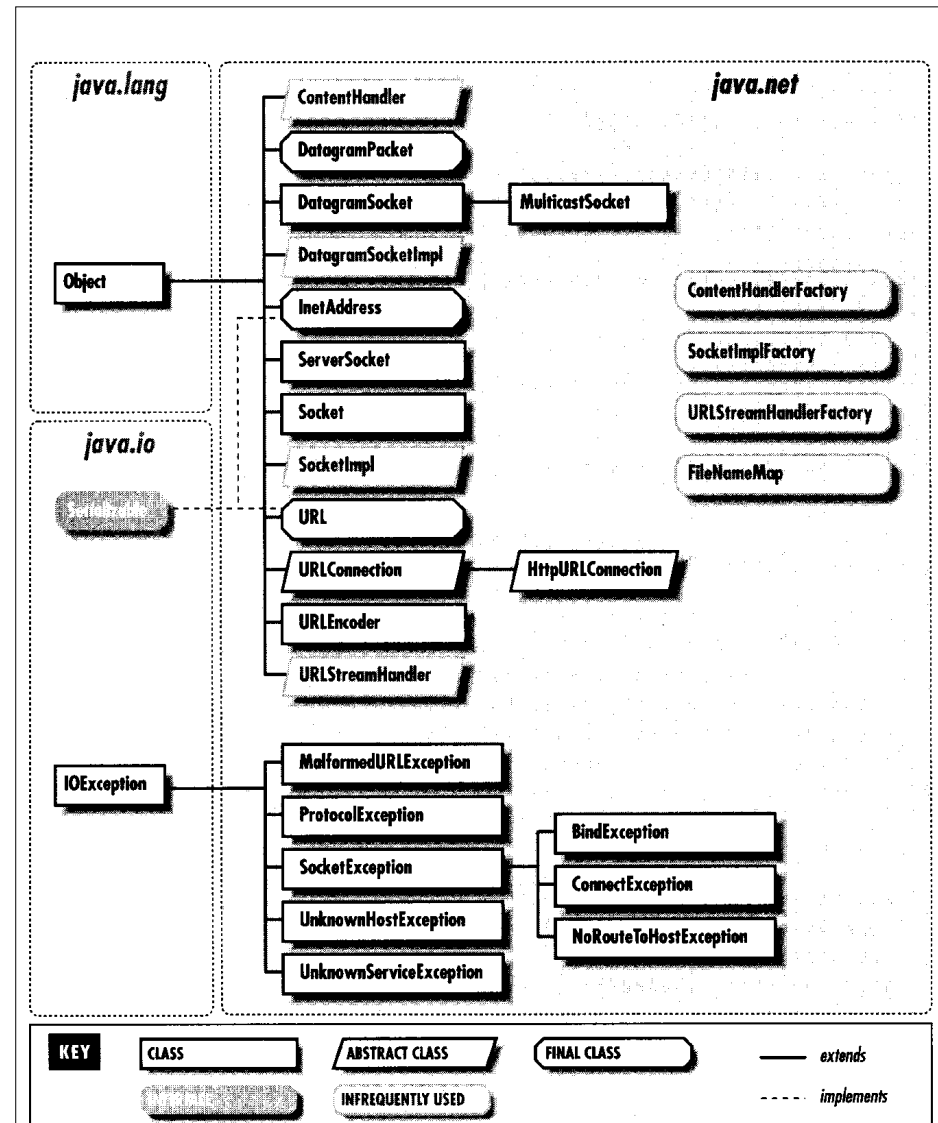 java.lang
java.net
ContentHandler
DatagramPacket
DatagramSocket
MulticastSocket
DatagramSocketImpl
Object
InetAddress
ContentHandlerFactory
ServerSocket
SocketImplFactory
Socket
URLStreamHandlerFactory
java.io
SocketImpl
FileNameMap
Serializable
URL
URLConnection
HttpURLConnection
URLEncoder
URLStreamHandler
MalformedURLException
IOException
ProtocolException
BindException
SocketException
ConnectException
UnknownHostException
NoRouteToHostException
UnknownServiceException
KEY
CLASS
ABSTRACT CLASS
FINAL CLASS
extends
INFREQUENTLY USED
implements